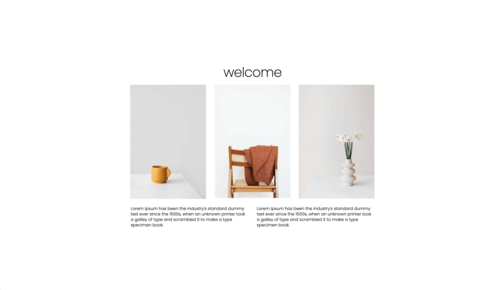 welcome
Lorem Ipsum has been the industry's standard dummy
text ever since the 1500s, when an unknown printer took
a galley of type and scrambled it to make a type
specimen book.
Lorem Ipsum has been the industry's standard dummy
text ever since the 1500s, when an unknown printer took
a galley of type and scrambled it to make a type
specimen book.